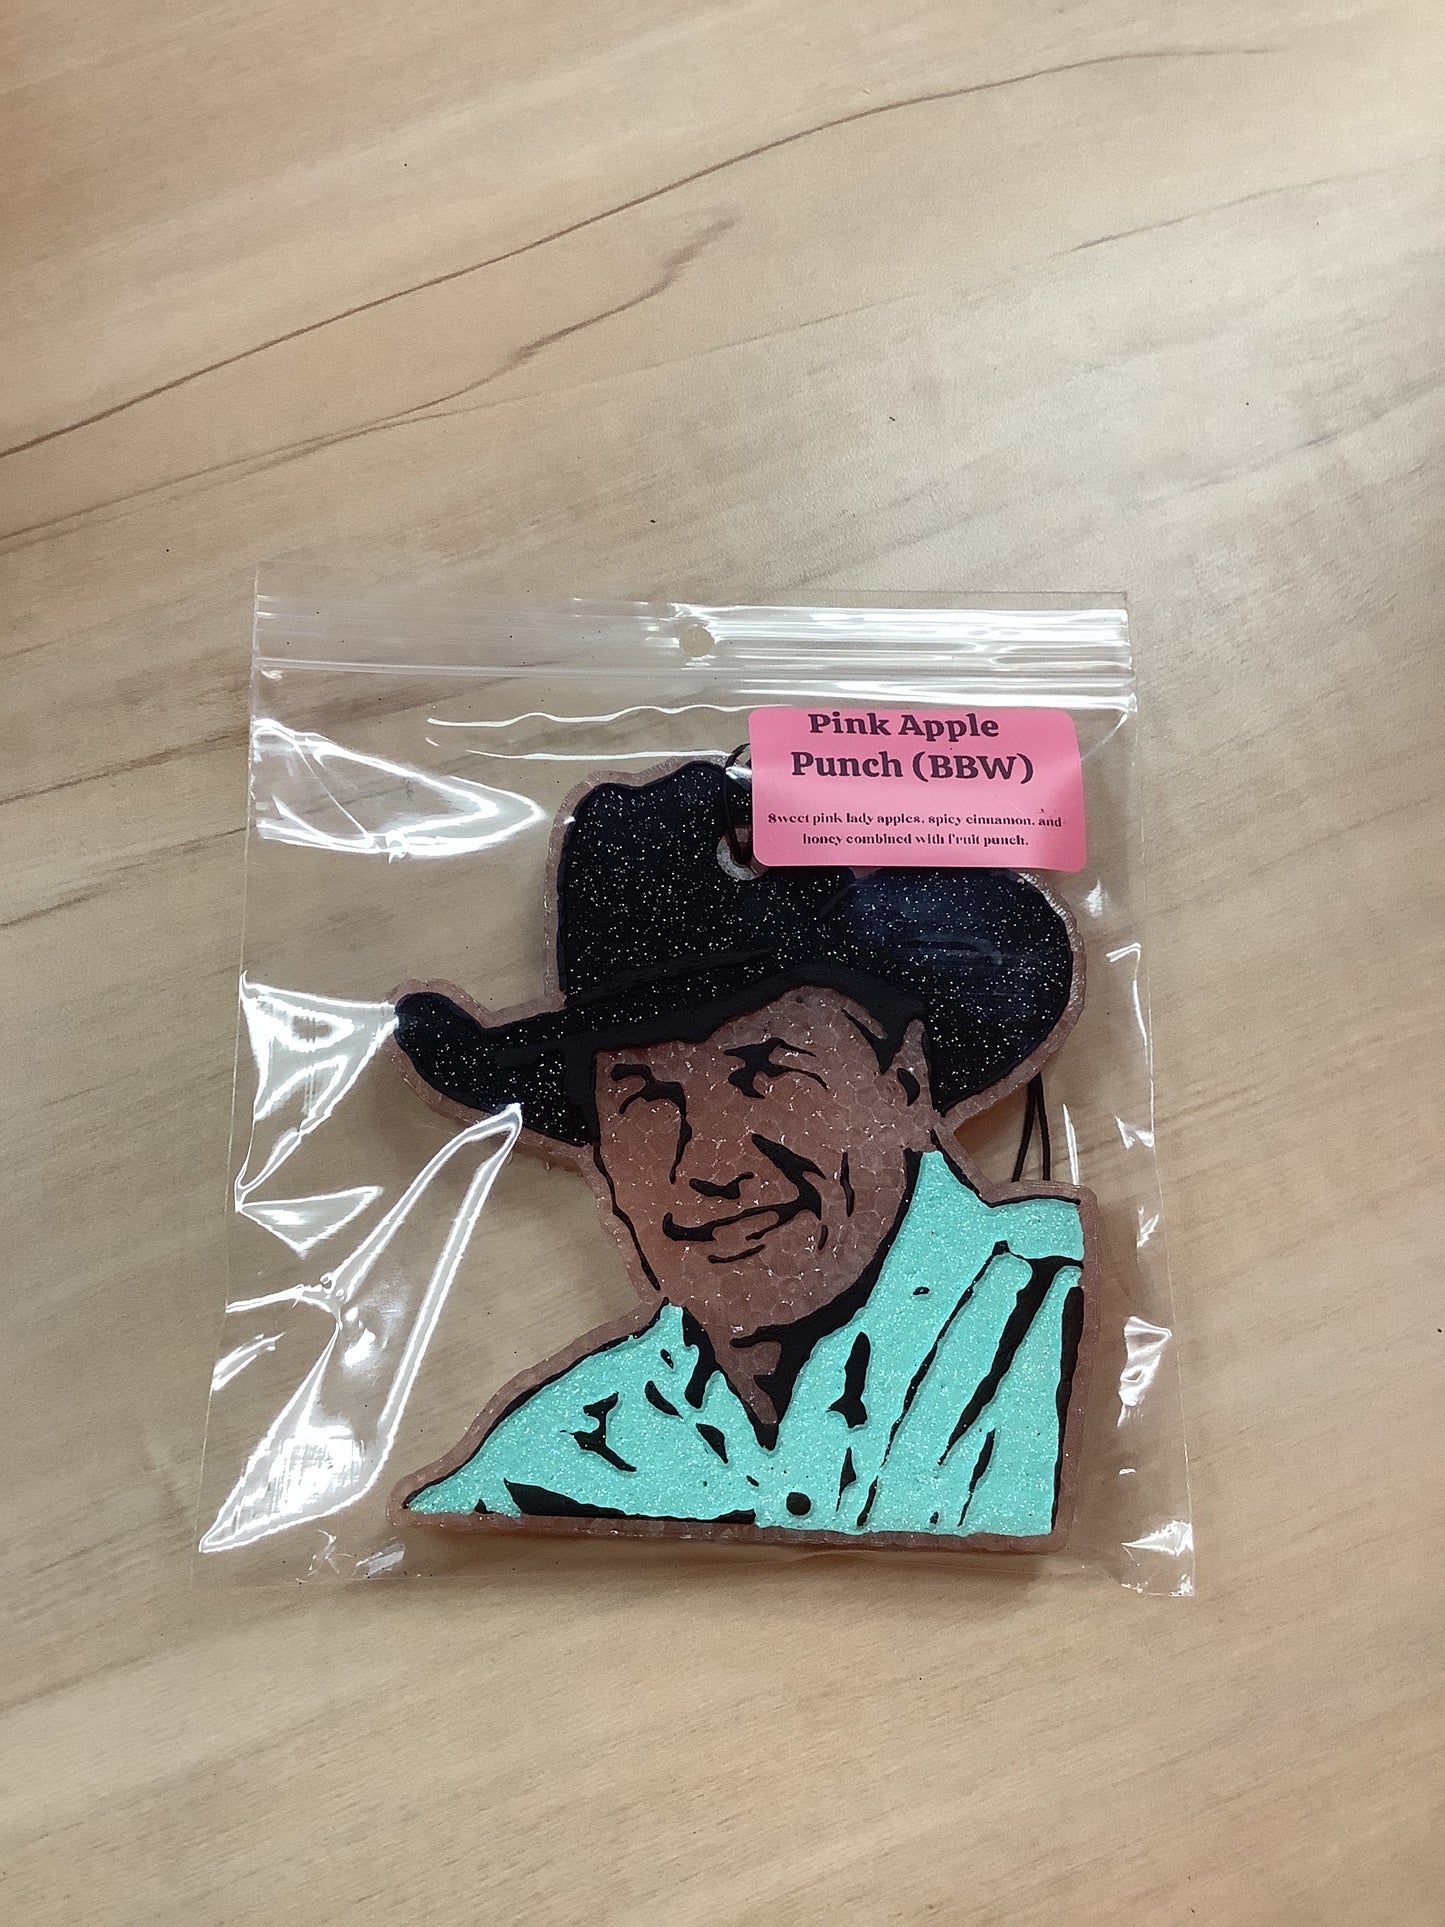 Pink Apple
Punch (BBW)
Sweet pink lady apples, spicy cinnamon, and
honey combined with fruit punch.